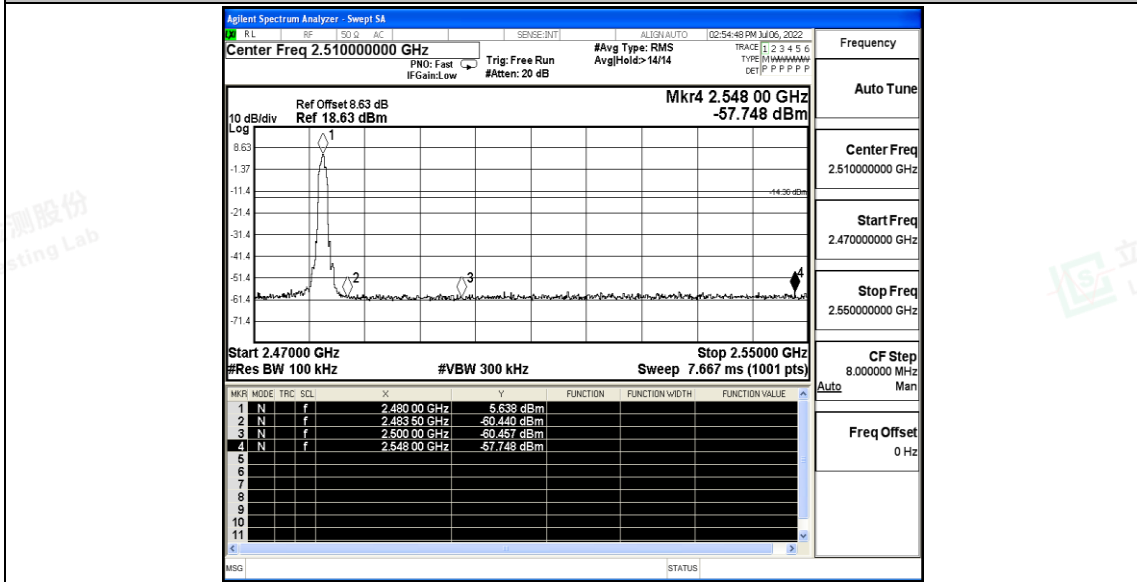 Agilent Spectrum Analyzer - Swept SA
LXI RL RF 50 Ω AC SENSE:INT ALIGNAUTO 02:54:48 PM Jul 06, 2022
Center Freq 2.510000000 GHz
PNO: Fast
IFGain:Low
Trig: Free Run
#Atten: 20 dB
#Avg Type: RMS
Avg|Hold:>14/14
TRACE 1 2 3 4 5 6
TYPE MWWWWW
DET P P P P P P
Frequency
Auto Tune
Center Freq
2.510000000 GHz
Start Freq
2.470000000 GHz
Stop Freq
2.550000000 GHz
CF Step
8.000000 MHz
Auto Man
Freq Offset
0 Hz
Mkr4 2.548 00 GHz
-57.748 dBm
Ref Offset 8.63 dB
10 dB/div Ref 18.63 dBm
Log
8.63
-1.37
-11.4
-21.4
-31.4
-41.4
-51.4
-61.4
-71.4
1
2
3
4
-14.36 dBm
Start 2.47000 GHz Stop 2.55000 GHz
#Res BW 100 kHz #VBW 300 kHz Sweep 7.667 ms (1001 pts)
MKR MODE TRC SCL X Y FUNCTION FUNCTION WIDTH FUNCTION VALUE
1 N f 2.480 00 GHz 5.638 dBm
2 N f 2.483 50 GHz -60.440 dBm
3 N f 2.500 00 GHz -60.457 dBm
4 N f 2.548 00 GHz -57.748 dBm
5
6
7
8
9
10
11
MSG STATUS
测股份
sting Lab
立